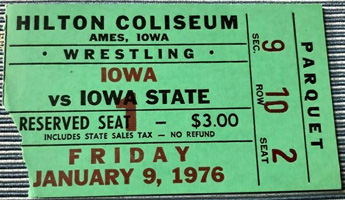 HILTON COLISEUM
AMES, IOWA
• WRESTLING •
IOWA
vs IOWA STATE
1
RESERVED SEAT — $3.00
INCLUDES STATE SALES TAX — NO REFUND
FRIDAY
JANUARY 9, 1976
9
SEC.
10
ROW
2
SEAT
PARQUET